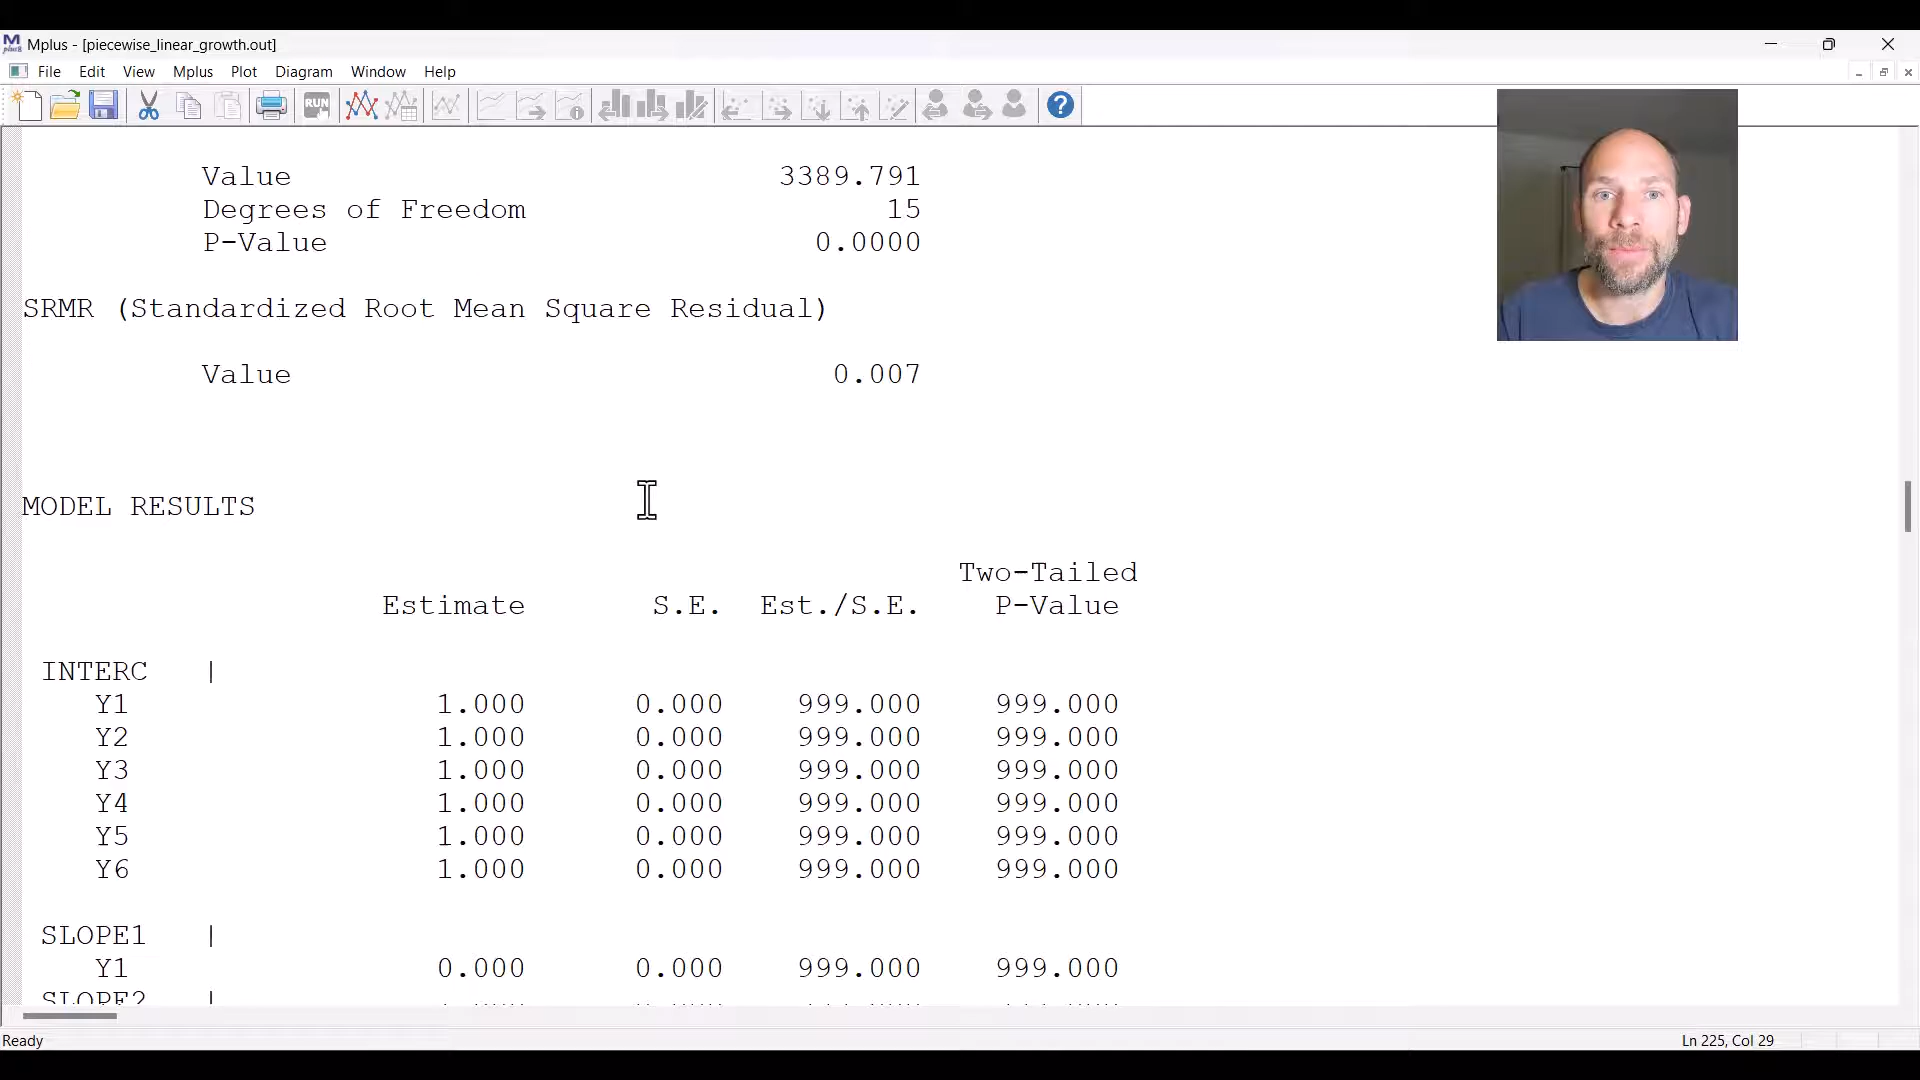 Mplus - [piecewise_linear_growth.out]
File Edit View Mplus Plot Diagram Window Help
RUN
Value 3389.791
Degrees of Freedom 15
P-Value 0.0000
SRMR (Standardized Root Mean Square Residual)
Value 0.007
MODEL RESULTS
Two-Tailed
Estimate S.E. Est./S.E. P-Value
INTERC |
Y1 1.000 0.000 999.000 999.000
Y2 1.000 0.000 999.000 999.000
Y3 1.000 0.000 999.000 999.000
Y4 1.000 0.000 999.000 999.000
Y5 1.000 0.000 999.000 999.000
Y6 1.000 0.000 999.000 999.000
SLOPE1 |
Y1 0.000 0.000 999.000 999.000
SLOPE2 |
Ready Ln 225, Col 29